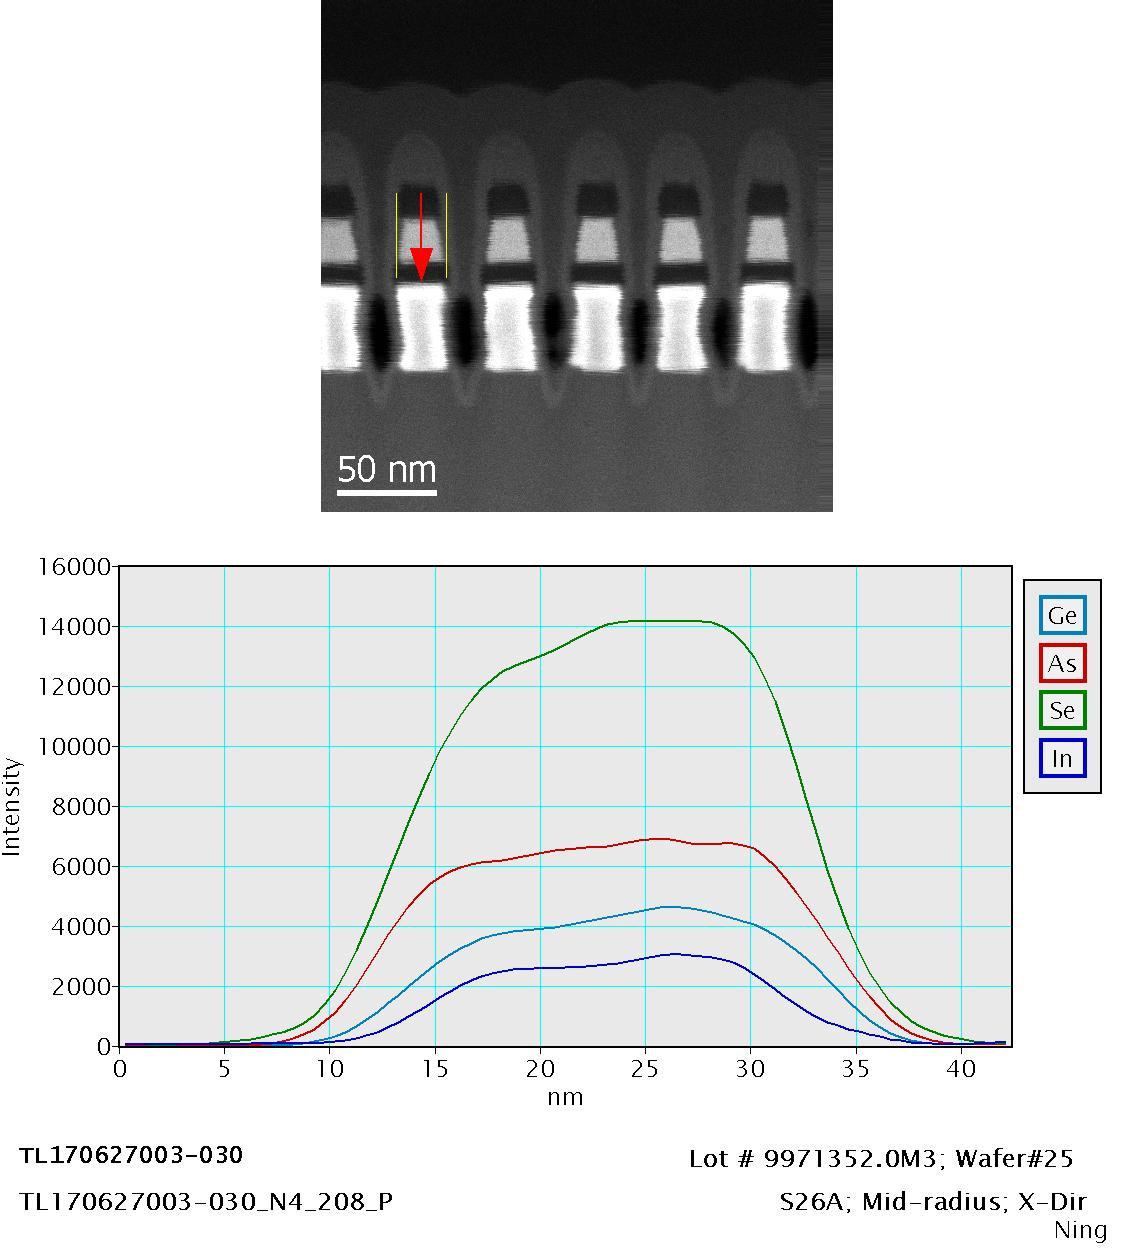 50 nm
16000
14000
12000
10000
8000
6000
4000
2000
0
Intensity
0 5 10 15 20 25 30 35 40
nm
Ge
As
Se
In
TL170627003-030
Lot # 9971352.0M3; Wafer#25
TL170627003-030_N4_208_P
S26A; Mid-radius; X-Dir
Ning